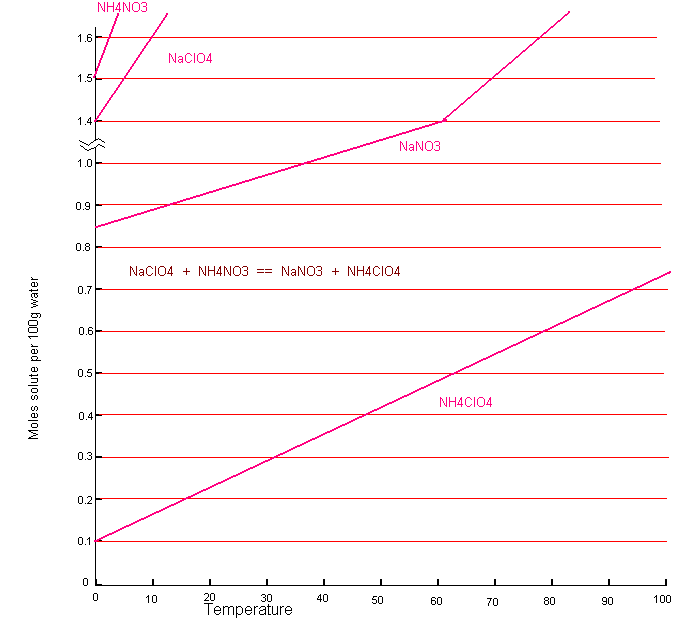 NH4NO3
1.6
NaClO4
1.5
1.4
NaNO3
1.0
0.9
0.8
NaClO4 + NH4NO3 == NaNO3 + NH4ClO4
0.7
0.6
0.5
NH4ClO4
0.4
0.3
0.2
0.1
0
Moles solute per 100g water
0 10 20 30 40 50 60 70 80 90 100
Temperature